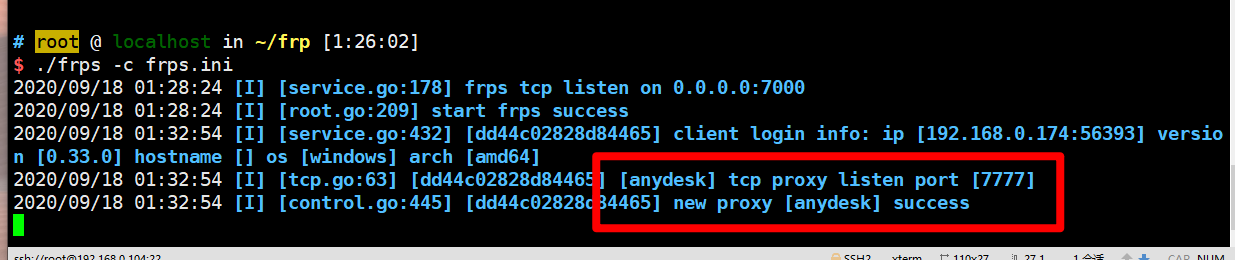 # root @ localhost in ~/frp [1:26:02]
$ ./frps -c frps.ini
2020/09/18 01:28:24 [I] [service.go:178] frps tcp listen on 0.0.0.0:7000
2020/09/18 01:28:24 [I] [root.go:209] start frps success
2020/09/18 01:32:54 [I] [service.go:432] [dd44c02828d84465] client login info: ip [192.168.0.174:56393] versio
n [0.33.0] hostname [] os [windows] arch [amd64]
2020/09/18 01:32:54 [I] [tcp.go:63] [dd44c02828d84465] [anydesk] tcp proxy listen port [7777]
2020/09/18 01:32:54 [I] [control.go:445] [dd44c02828d84465] new proxy [anydesk] success
ssh://root@192.168.0.104:22 SSH2 xterm 110x27 27,1 1 会话 CAP NUM